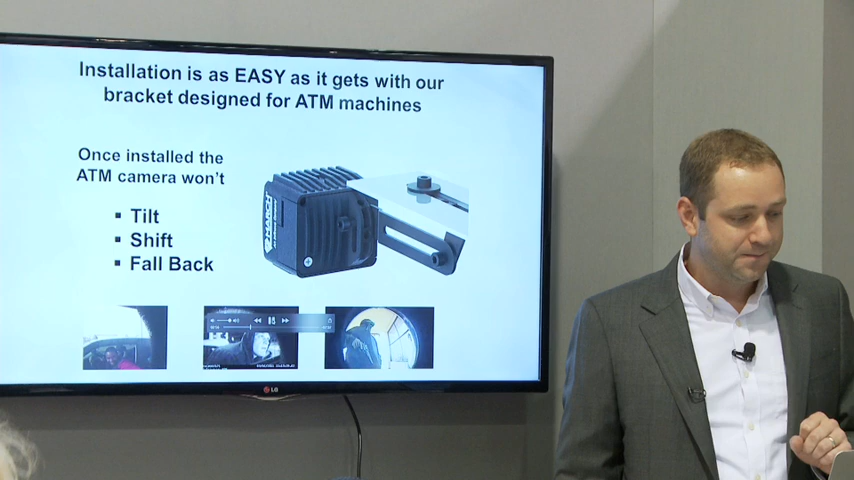 Installation is as EASY as it gets with our
bracket designed for ATM machines
Once installed the
ATM camera won't
▪ Tilt
▪ Shift
▪ Fall Back
MARCH
LG